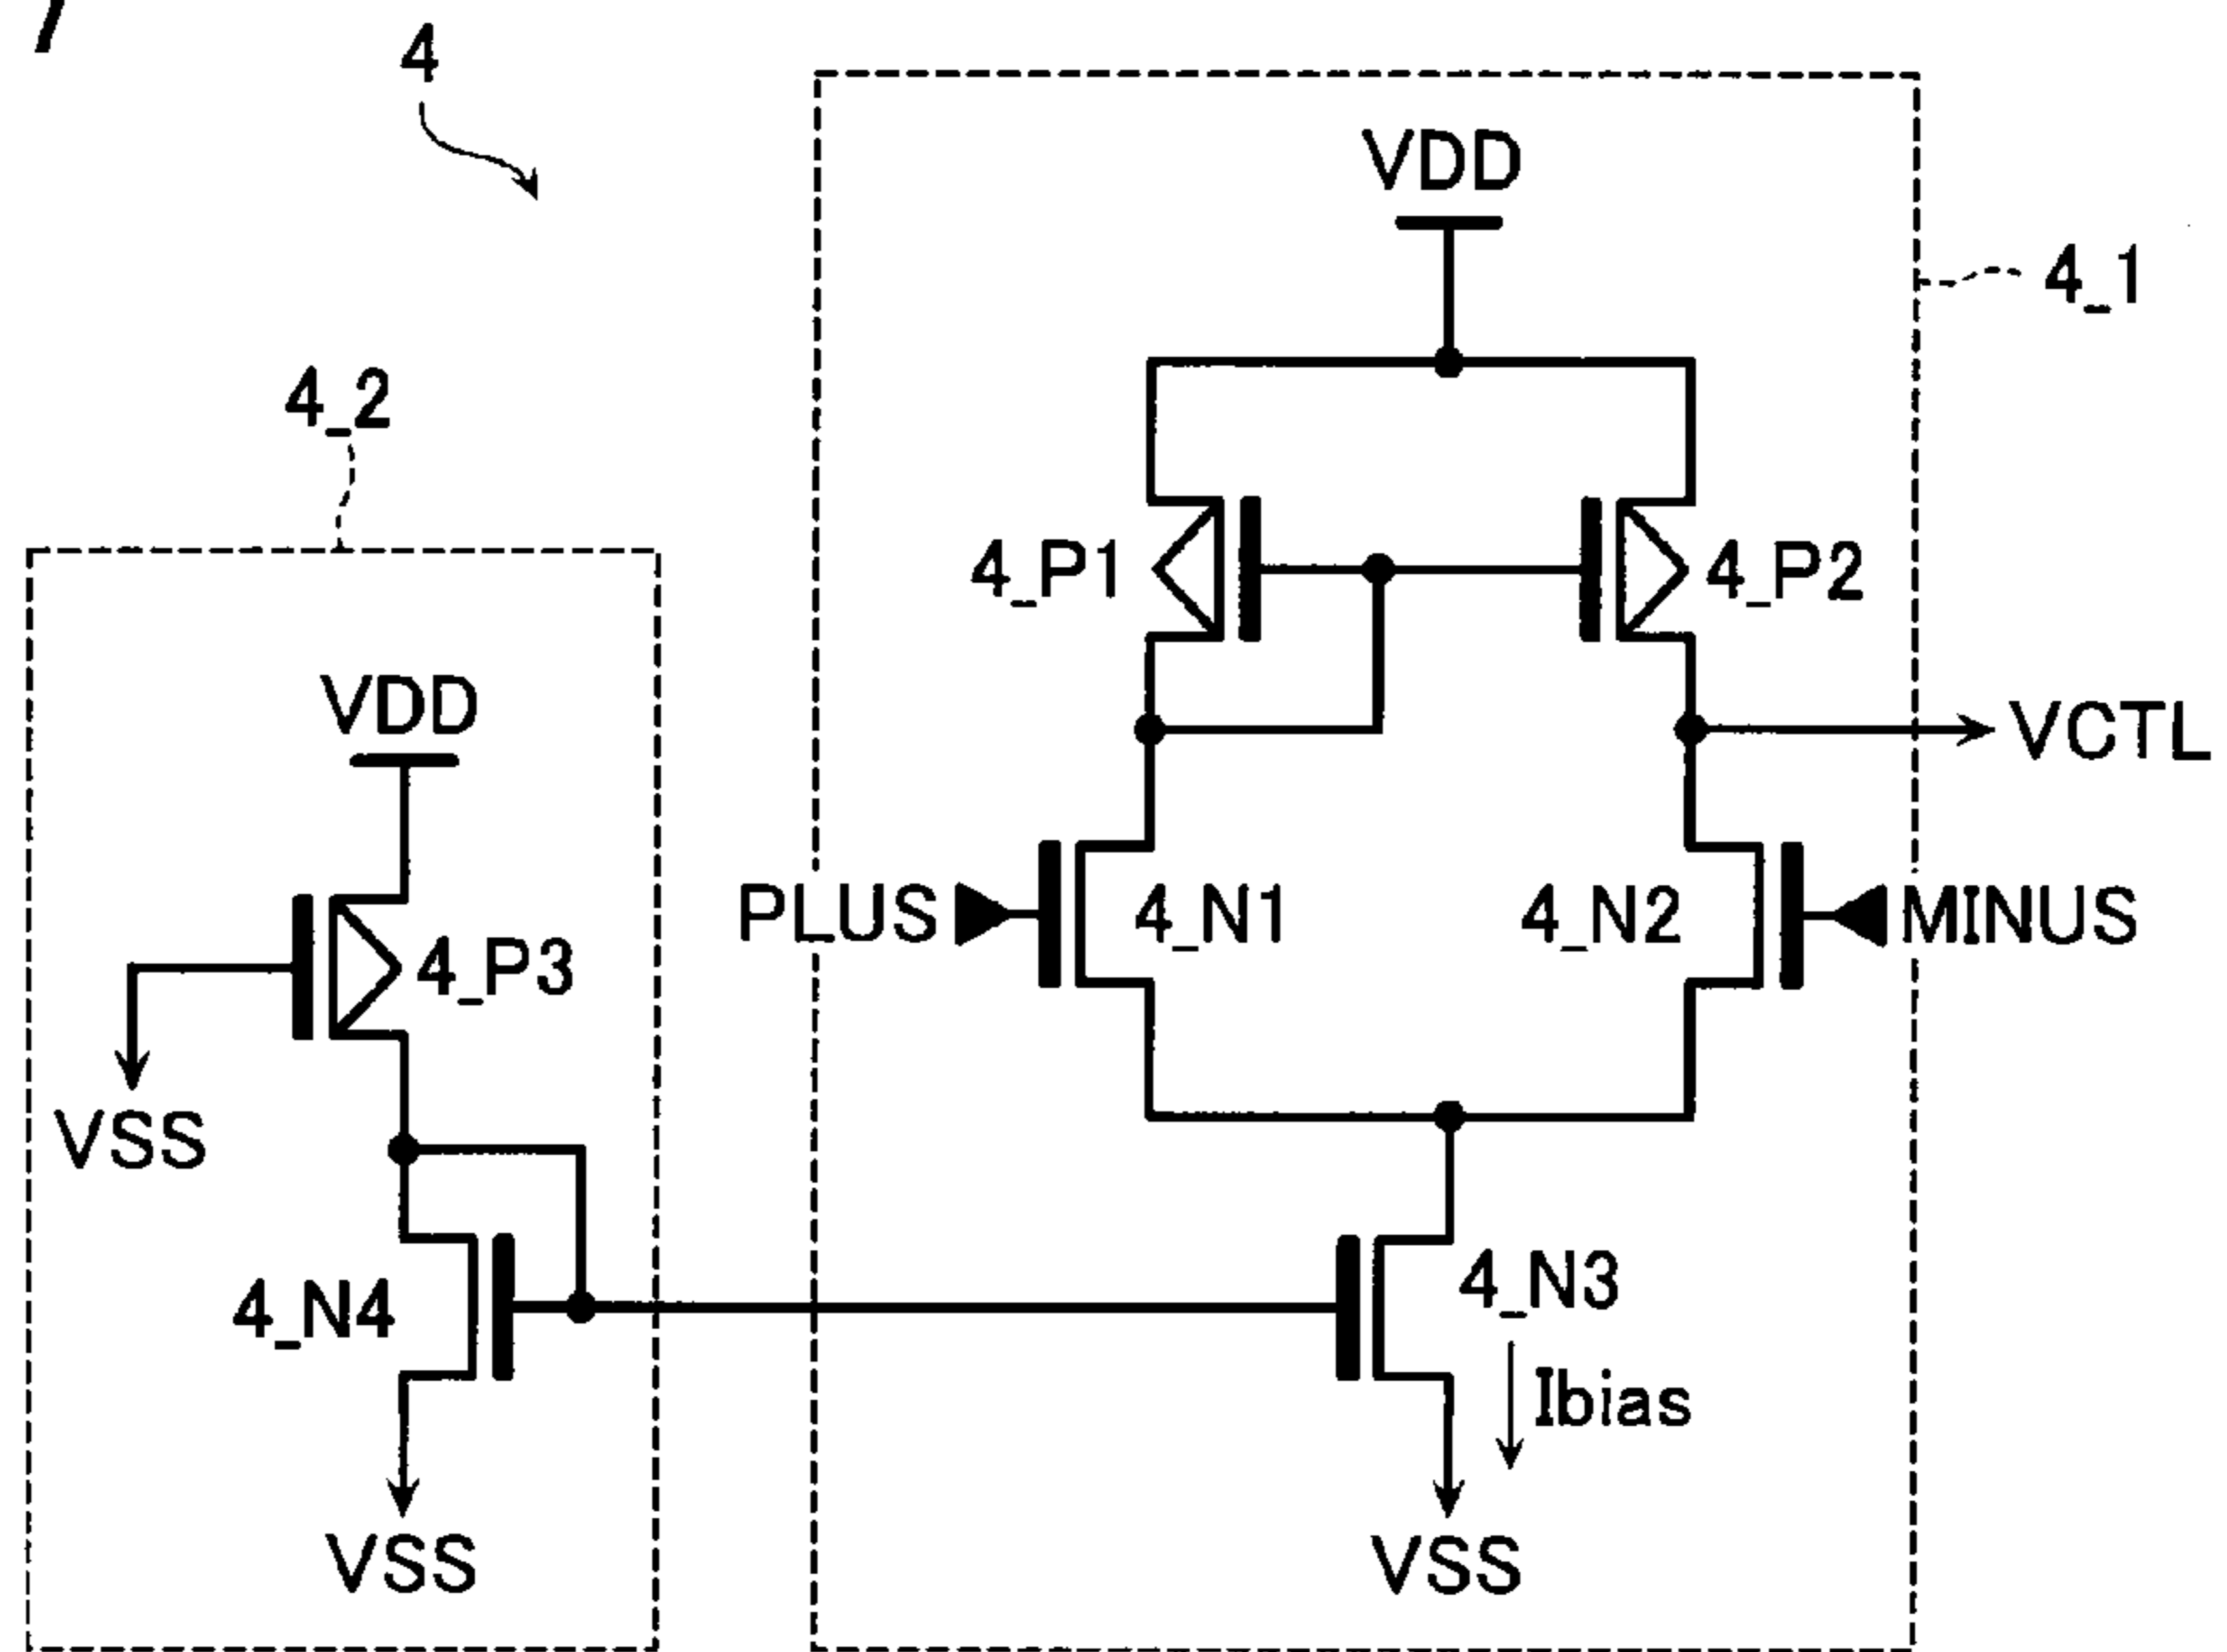 7
4
VDD
4_1
4_2
4_P1
4_P2
VDD
VCTL
PLUS
4_N1
4_N2
MINUS
4_P3
VSS
4_N4
4_N3
Ibias
VSS
VSS